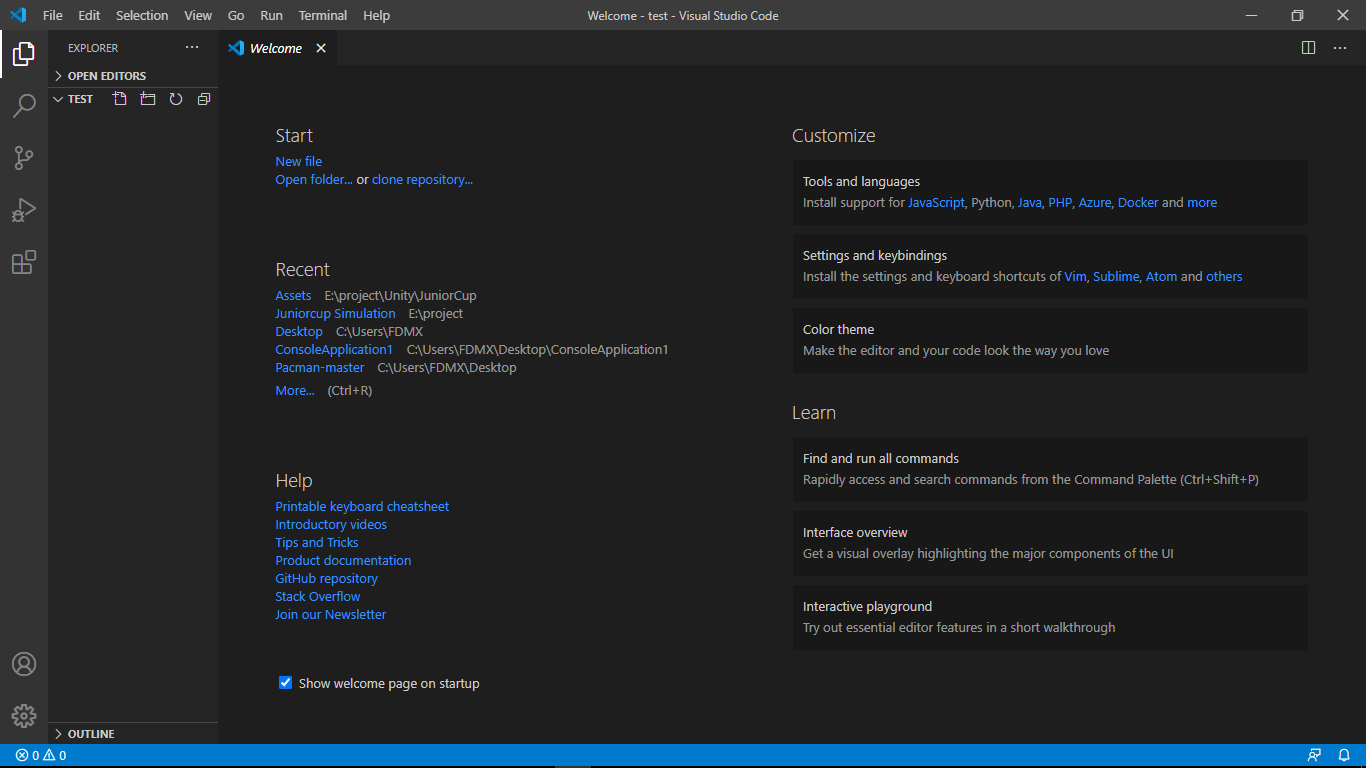 File Edit Selection View Go Run Terminal Help Welcome - test - Visual Studio Code
EXPLORER
Welcome
OPEN EDITORS
TEST
Start
New file
Open folder... or clone repository...
Recent
Assets E:\project\Unity\JuniorCup
Juniorcup Simulation E:\project
Desktop C:\Users\FDMX
ConsoleApplication1 C:\Users\FDMX\Desktop\ConsoleApplication1
Pacman-master C:\Users\FDMX\Desktop
More... (Ctrl+R)
Help
Printable keyboard cheatsheet
Introductory videos
Tips and Tricks
Product documentation
GitHub repository
Stack Overflow
Join our Newsletter
Show welcome page on startup
Customize
Tools and languages
Install support for JavaScript, Python, Java, PHP, Azure, Docker and more
Settings and keybindings
Install the settings and keyboard shortcuts of Vim, Sublime, Atom and others
Color theme
Make the editor and your code look the way you love
Learn
Find and run all commands
Rapidly access and search commands from the Command Palette (Ctrl+Shift+P)
Interface overview
Get a visual overlay highlighting the major components of the UI
Interactive playground
Try out essential editor features in a short walkthrough
OUTLINE
0 0